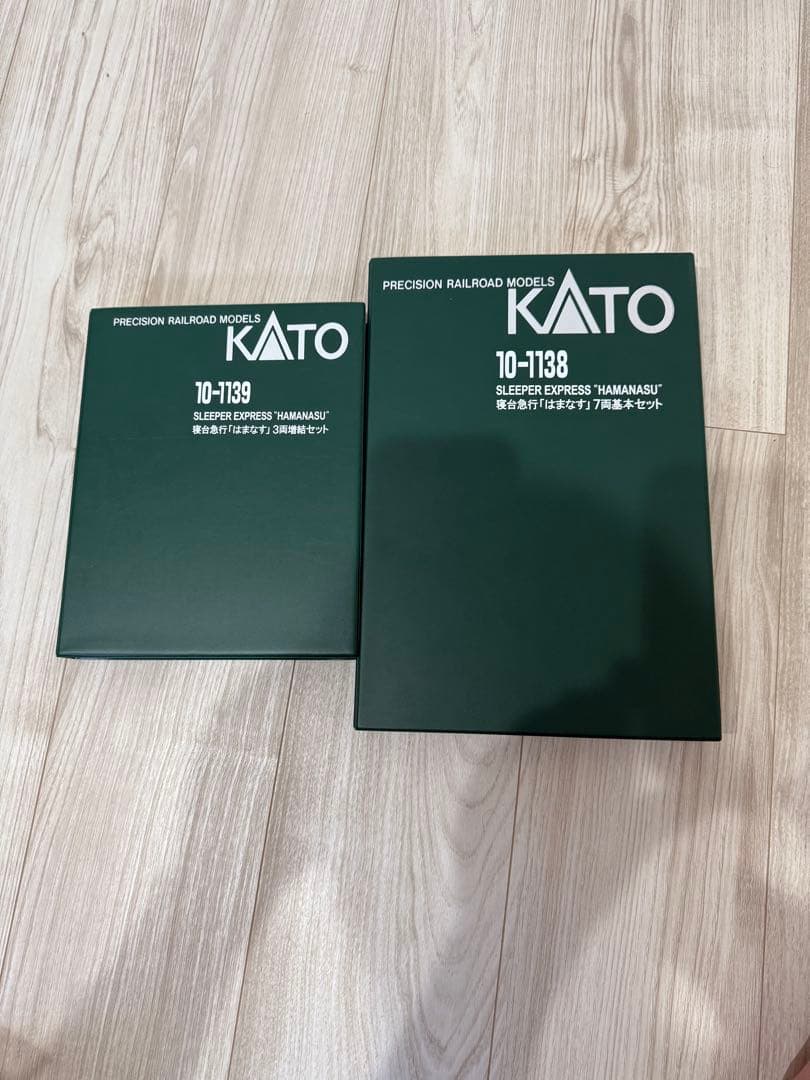 PRECISION RAILROAD MODELS
KATO
10-1139
SLEEPER EXPRESS "HAMANASU"
寝台急行「はまなす」3両増結セット
PRECISION RAILROAD MODELS
KATO
10-1138
SLEEPER EXPRESS "HAMANASU"
寝台急行「はまなす」7両基本セット